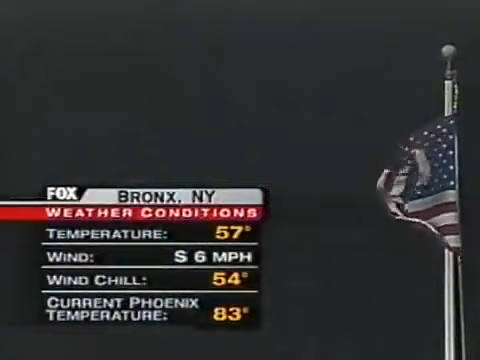 FOX BRONX, NY
WEATHER CONDITIONS
TEMPERATURE: 57°
WIND: S 6 MPH
WIND CHILL: 54°
CURRENT PHOENIX
TEMPERATURE: 83°